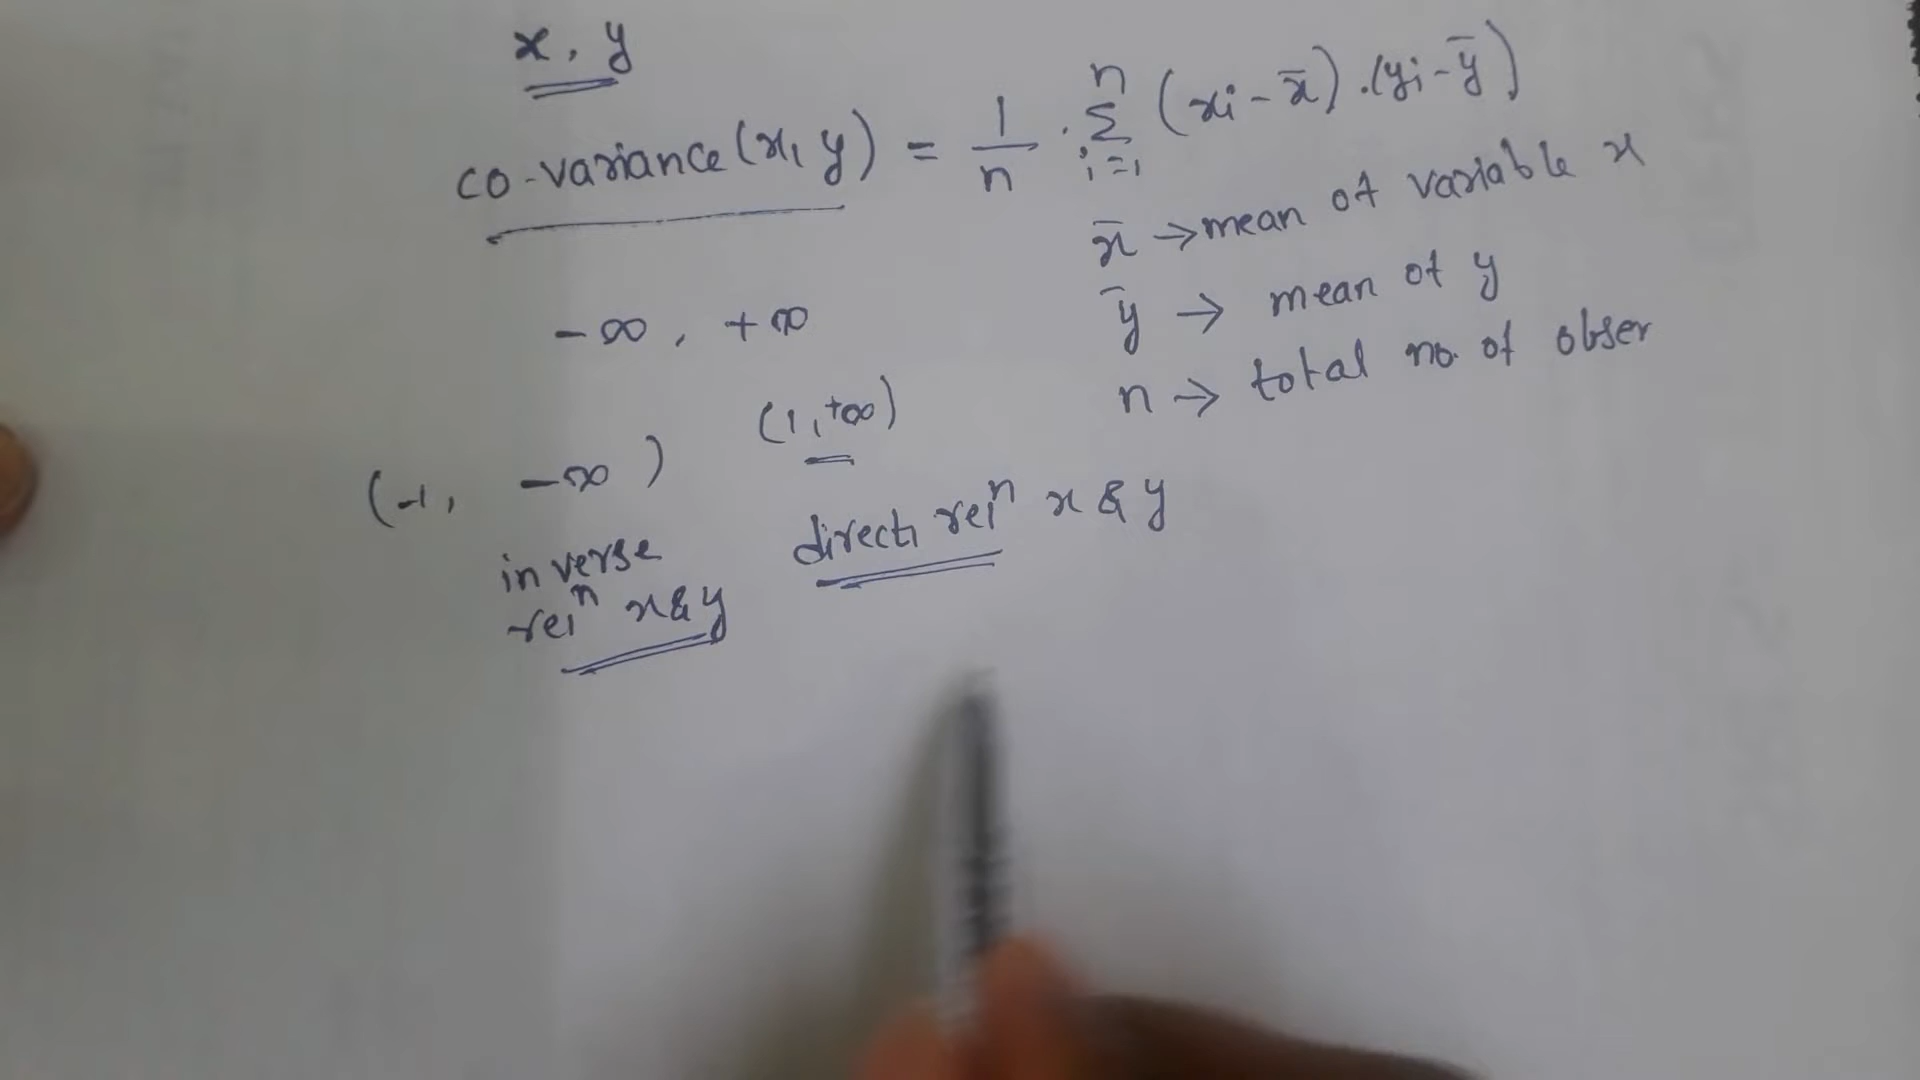 x, y
co-variance(x, y) = 1/n · n Σ i=1 (xi - x̄) · (yi - ȳ)
x̄ → mean of variable x
ȳ → mean of y
n → total no. of obser
-∞, +∞
(-1, -∞) (1, +∞)
inverse relⁿ x & y
direct relⁿ x & y